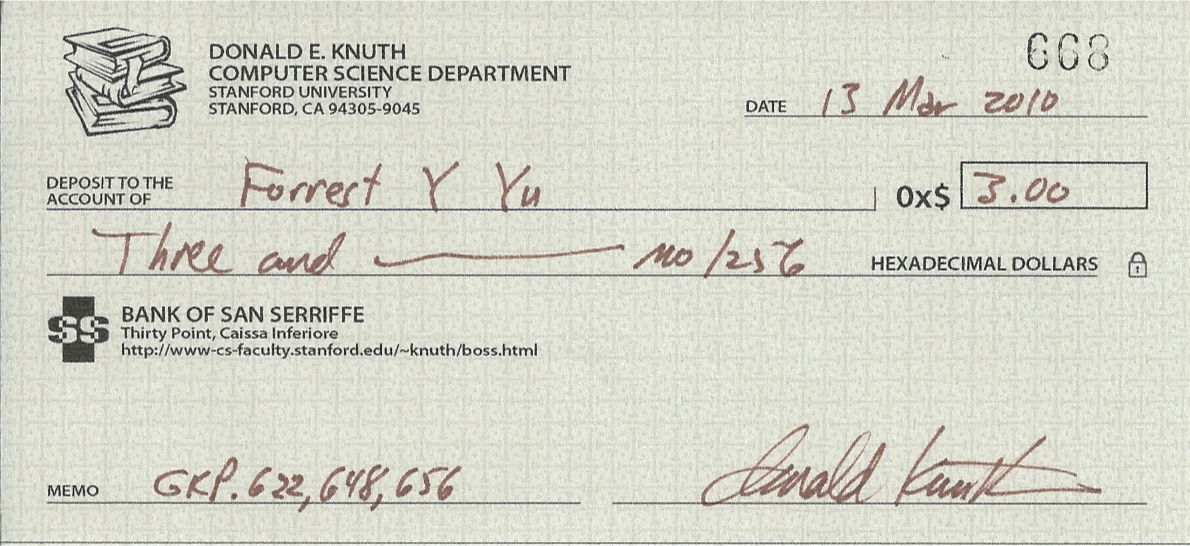 DONALD E. KNUTH
COMPUTER SCIENCE DEPARTMENT
STANFORD UNIVERSITY
STANFORD, CA 94305-9045
668
DATE 13 Mar 2010
DEPOSIT TO THE
ACCOUNT OF Forrest Y Yu 0x$ 3.00
Three and —— no/256 HEXADECIMAL DOLLARS
SS
BANK OF SAN SERRIFFE
Thirty Point, Caissa Inferiore
http://www-cs-faculty.stanford.edu/~knuth/boss.html
MEMO GKP.622,648,656 Donald Knuth